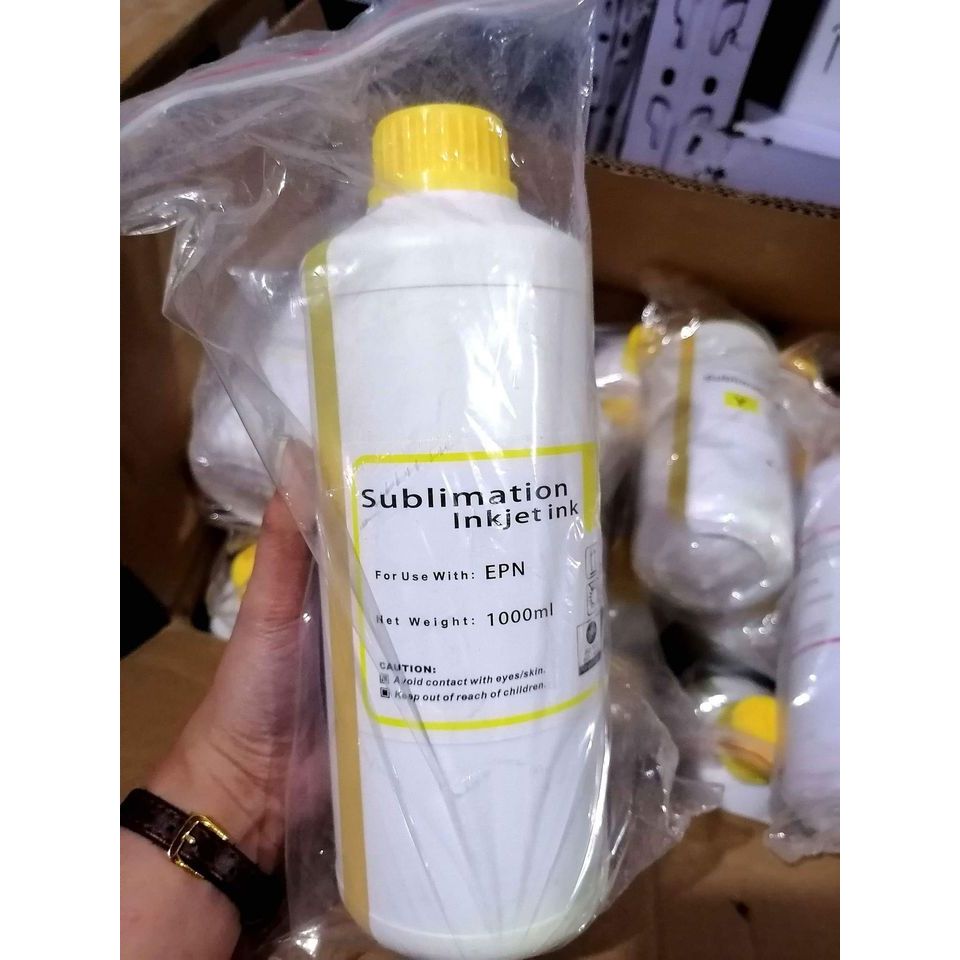 Sublimation
Inkjet ink
For Use With: EPN
Net Weight: 1000ml
CAUTION:
Avoid contact with eyes/skin.
Keep out of reach of children.
Y